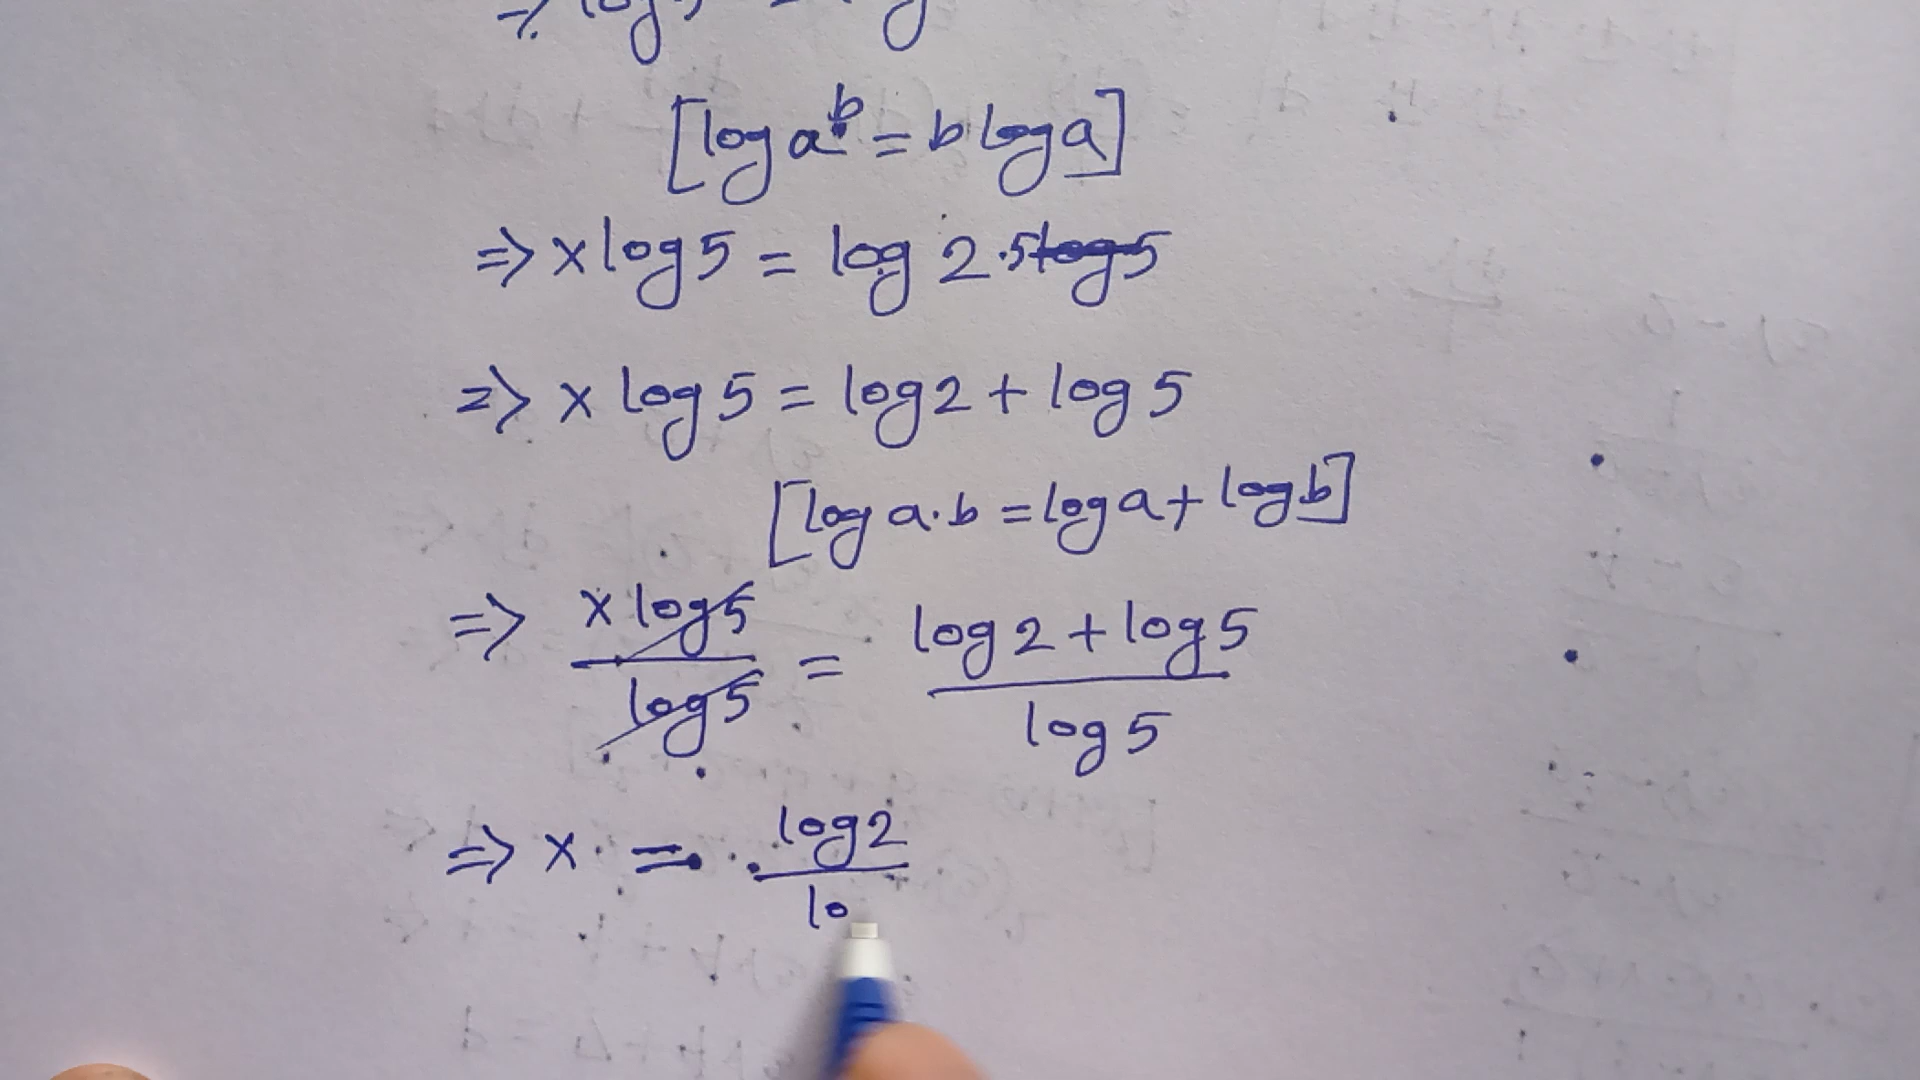 [log a^b = b log a]
=> x log 5 = log 2 . 5
=> x log 5 = log 2 + log 5
[log a . b = log a + log b]
=> x log 5 / log 5 = log 2 + log 5 / log 5
=> x = log 2 / lo